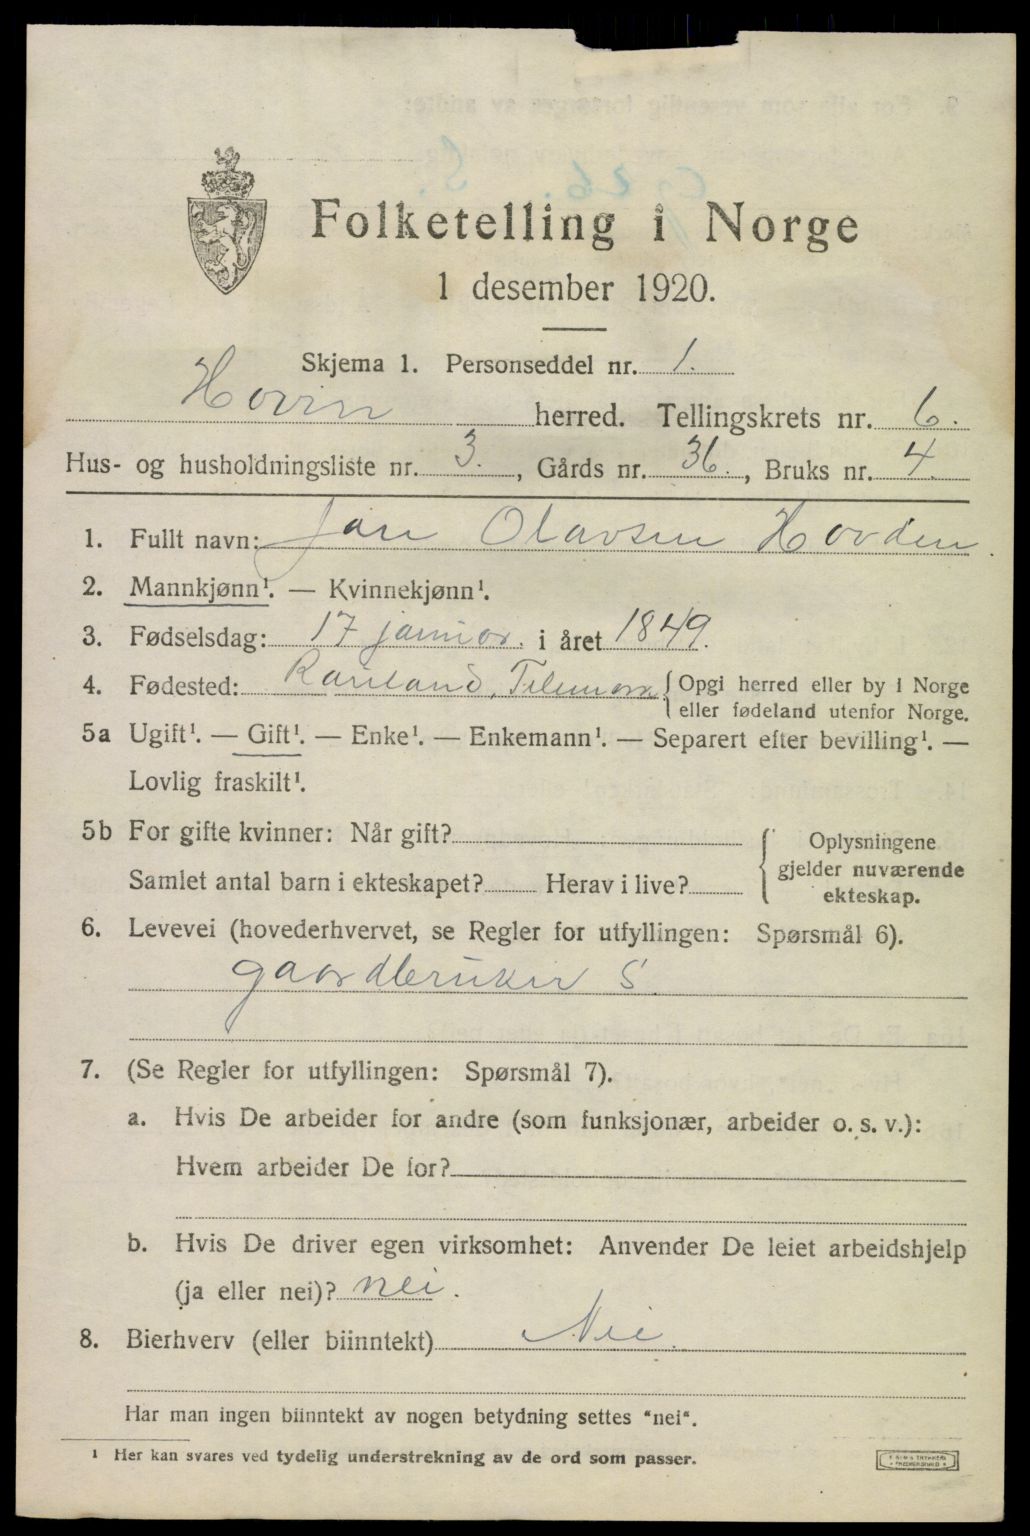 Folketelling i Norge
1 desember 1920.
Skjema 1. Personseddel nr. 1.
Hovin herred. Tellingskrets nr. 6.
Hus- og husholdningsliste nr. 3., Gårds nr. 36., Bruks nr. 4.
1. Fullt navn: Jan Olavsen Hovden.
2. Mannkjønn¹. — Kvinnekjønn¹.
3. Fødselsdag: 17 januar. i året 1849.
4. Fødested: Rauland, Telemark { Opgi herred eller by i Norge
eller fødeland utenfor Norge.
5a Ugift¹. — Gift¹. — Enke¹. — Enkemann¹. — Separert efter bevilling¹. —
Lovlig fraskilt¹.
5b For gifte kvinner: Når gift?
Samlet antal barn i ekteskapet? Herav i live?
{ Oplysningene
gjelder nuværende
ekteskap.
6. Levevei (hovederhvervet, se Regler for utfyllingen: Spørsmål 6).
gaardbruker S.
7. (Se Regler for utfyllingen: Spørsmål 7).
a. Hvis De arbeider for andre (som funksjonær, arbeider o. s. v.):
Hvem arbeider De for?
b. Hvis De driver egen virksomhet: Anvender De leiet arbeidshjelp
(ja eller nei)? nei.
8. Bierhverv (eller biinntekt) Nei.
Har man ingen biinntekt av nogen betydning settes "nei".
¹ Her kan svares ved tydelig understrekning av de ord som passer.